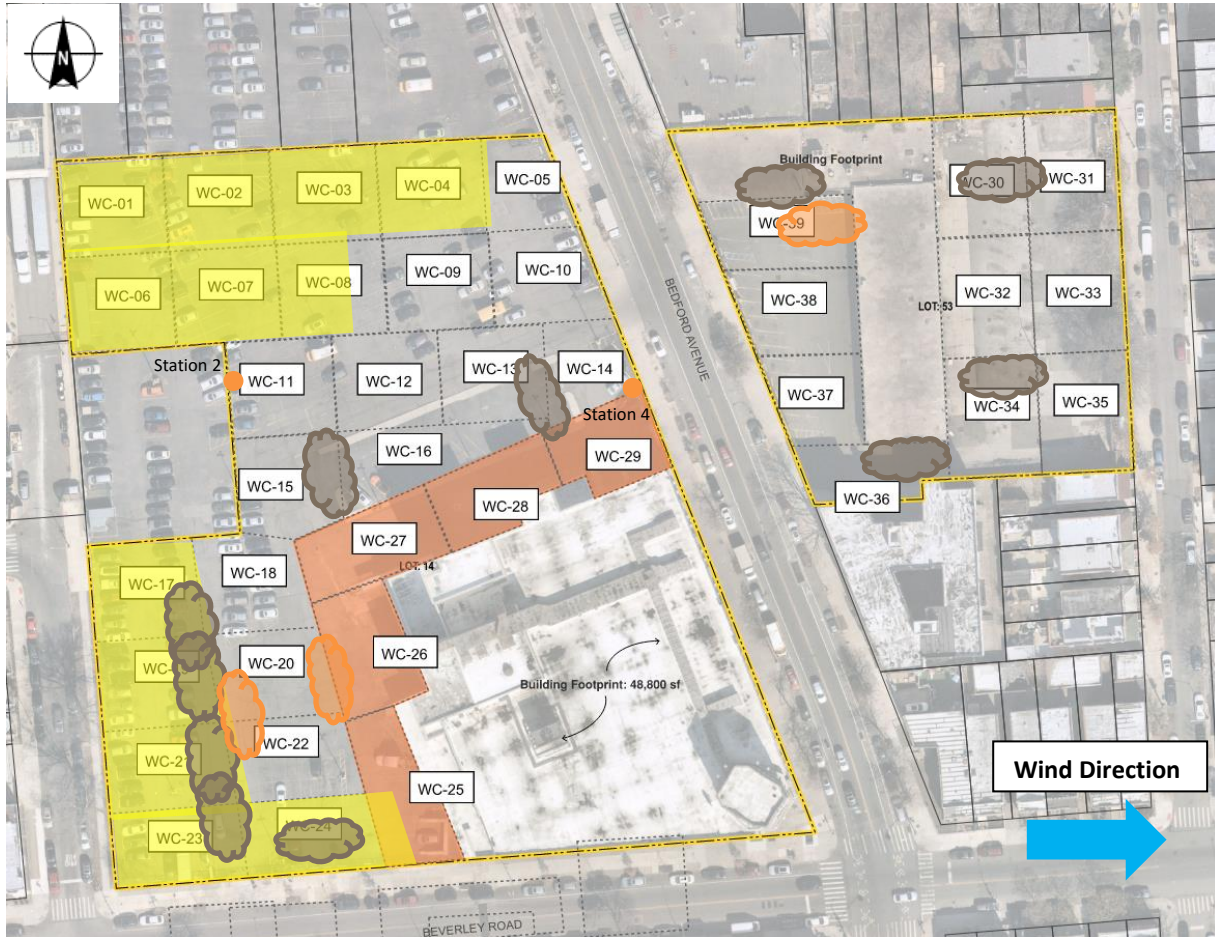 N
Building Footprint
WC-01
WC-02
WC-03
WC-04
WC-05
WC-30
WC-31
WC-39
WC-06
WC-07
WC-08
WC-09
WC-10
WC-38
WC-32
WC-33
LOT: 53
BEDFORD AVENUE
Station 2
WC-11
WC-12
WC-13
WC-14
Station 4
WC-37
WC-34
WC-35
WC-15
WC-16
WC-29
WC-28
WC-36
WC-27
LOT: 14
WC-17
WC-18
WC-20
WC-26
Building Footprint: 48,800 sf
WC-22
WC-25
WC-23
WC-24
Wind Direction
BEVERLEY ROAD